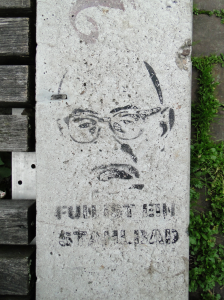 FUN IST EIN
STAHLBAD